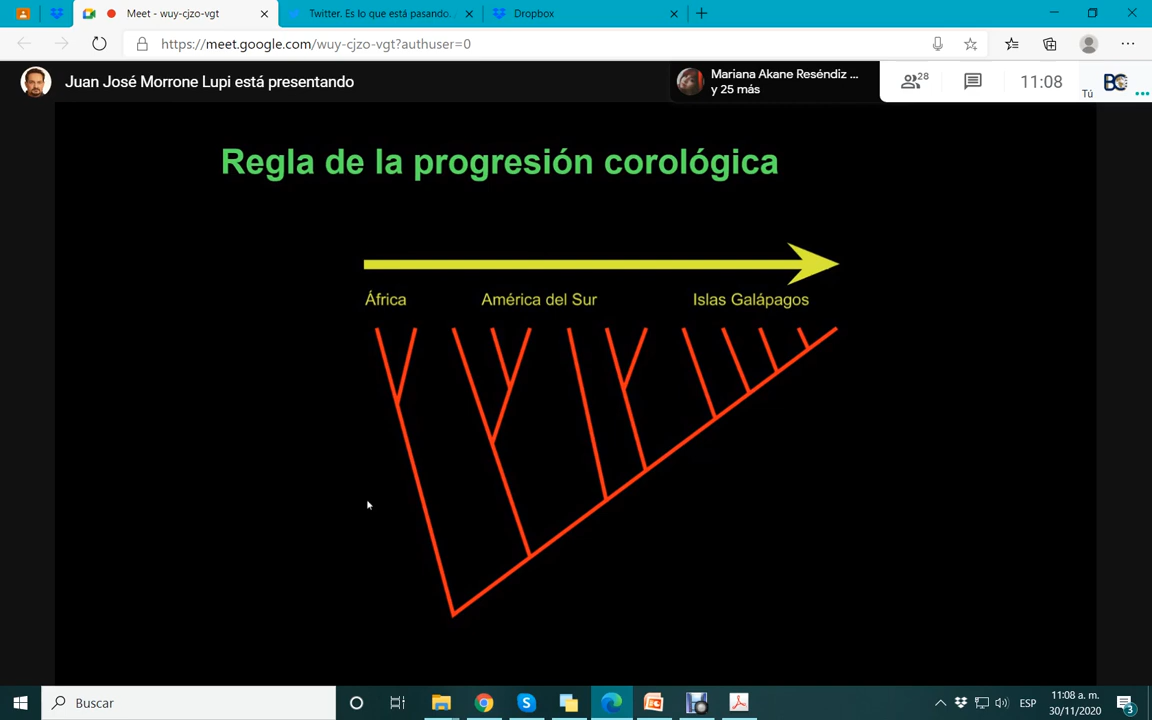 Meet - wuy-cjzo-vgt
Twitter. Es lo que está pasando.
Dropbox
https://meet.google.com/wuy-cjzo-vgt?authuser=0
Juan José Morrone Lupi está presentando
Mariana Akane Reséndiz ...
y 25 más
28
11:08
Tú
BC
Regla de la progresión corológica
África
América del Sur
Islas Galápagos
Buscar
ESP
11:08 a. m.
30/11/2020
3